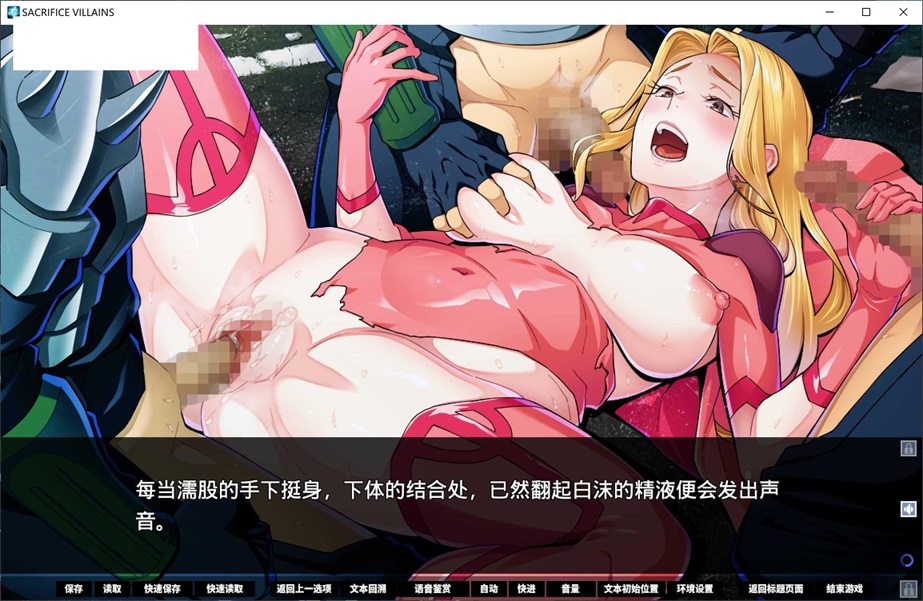 SACRIFICE VILLAINS
每当濡股的手下挺身，下体的结合处，已然翻起白沫的精液便会发出声
音。
保存 读取 快速保存 快速读取 返回上一选项 文本回溯 语音鉴赏 自动 快进 音量 文本初始位置 环境设置 返回标题页面 结束游戏